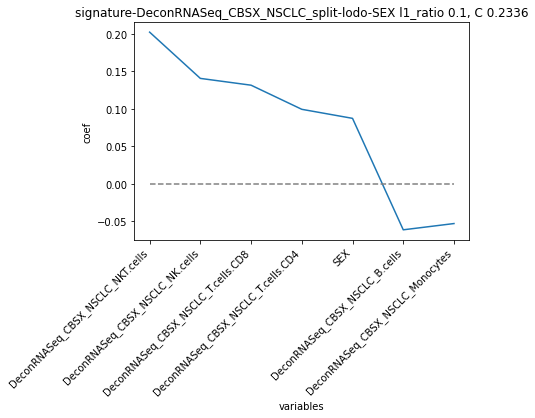 signature-DeconRNASeq_CBSX_NSCLC_split-lodo-SEX l1_ratio 0.1, C 0.2336
0.20
0.15
0.10
0.05
0.00
−0.05
coef
DeconRNASeq_CBSX_NSCLC_NKT.cells
DeconRNASeq_CBSX_NSCLC_NK.cells
DeconRNASeq_CBSX_NSCLC_T.cells.CD8
DeconRNASeq_CBSX_NSCLC_T.cells.CD4
SEX
DeconRNASeq_CBSX_NSCLC_B.cells
DeconRNASeq_CBSX_NSCLC_Monocytes
variables